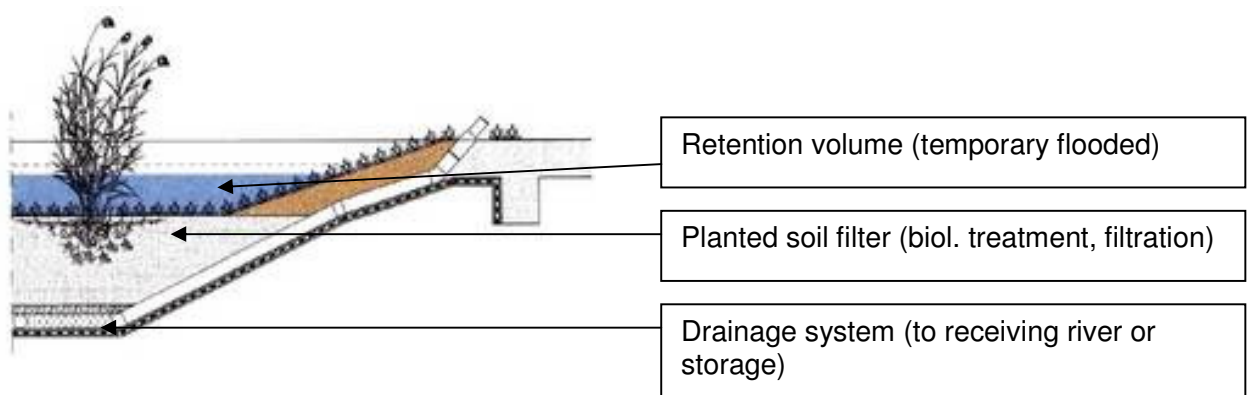 Retention volume (temporary flooded)
Planted soil filter (biol. treatment, filtration)
Drainage system (to receiving river or
storage)